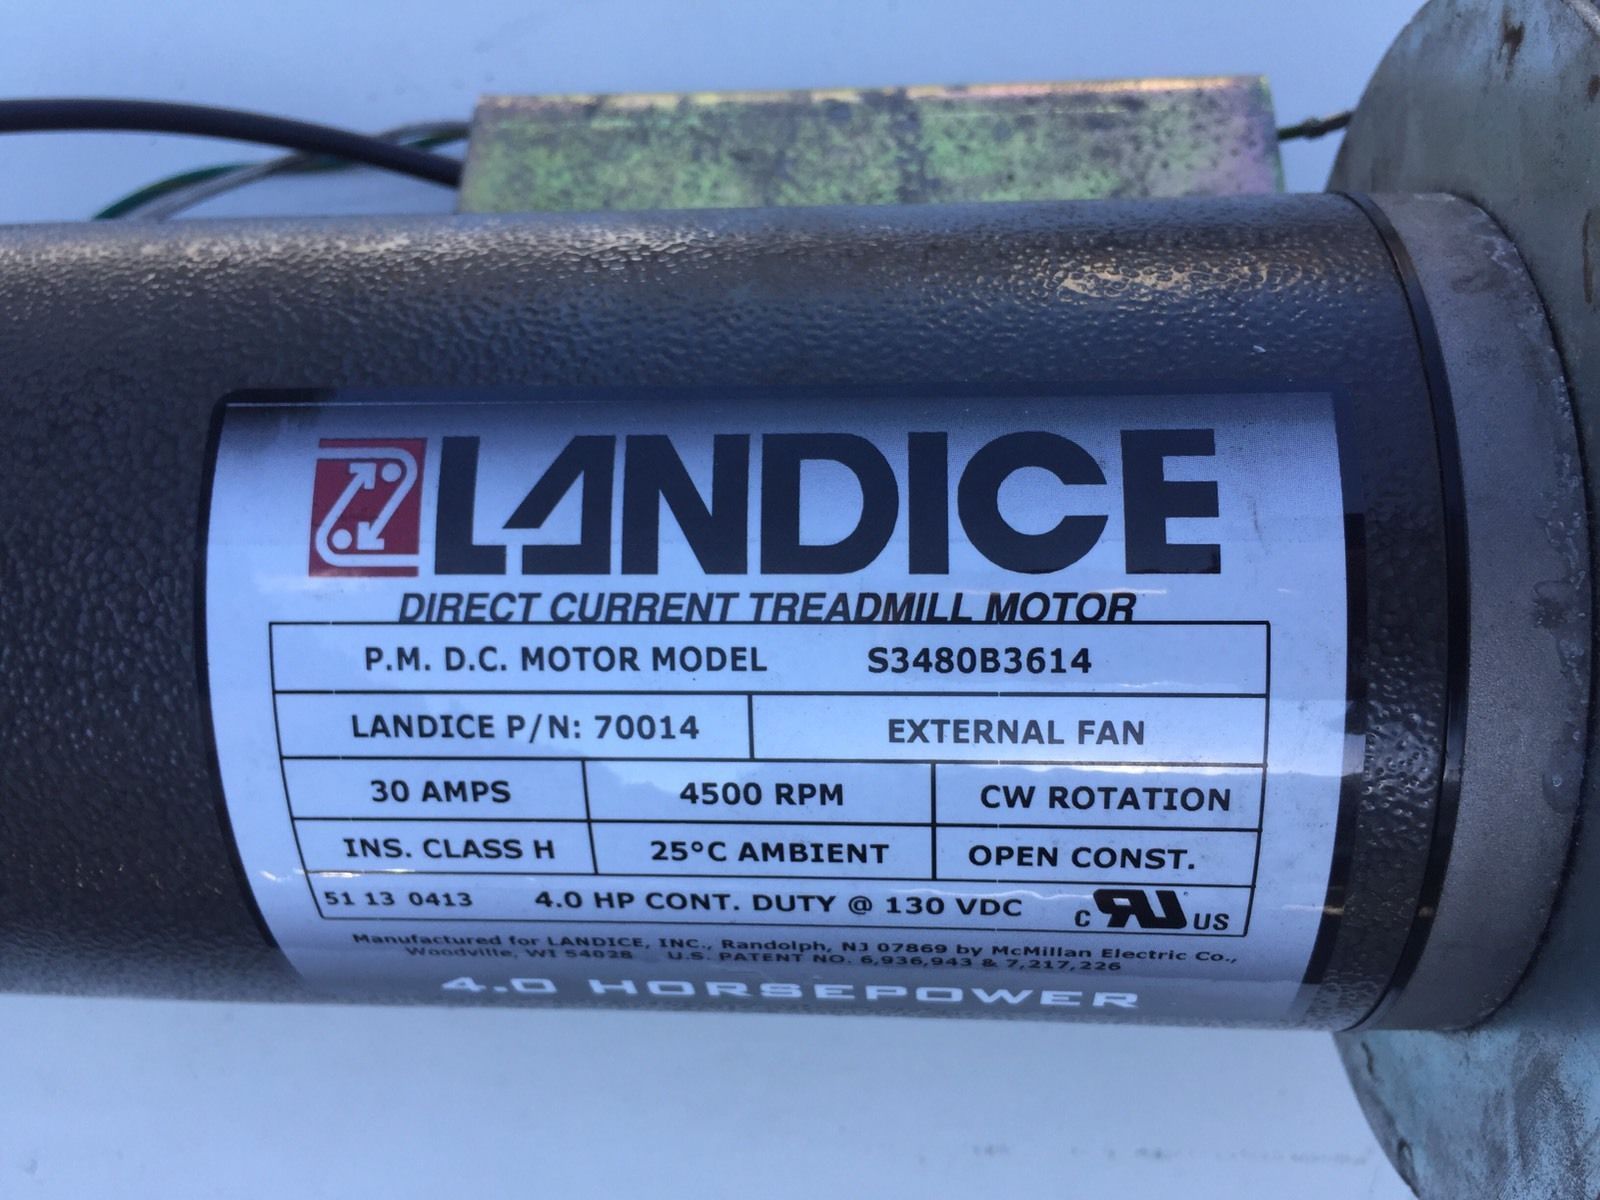 LANDICE
DIRECT CURRENT TREADMILL MOTOR
P.M. D.C. MOTOR MODEL S3480B3614
LANDICE P/N: 70014 EXTERNAL FAN
30 AMPS 4500 RPM CW ROTATION
INS. CLASS H 25°C AMBIENT OPEN CONST.
51 13 0413 4.0 HP CONT. DUTY @ 130 VDC C RU US
Manufactured for LANDICE, INC., Randolph, NJ 07869 by McMillan Electric Co.,
Woodville, WI 54028 U.S. PATENT NO. 6,936,943 & 7,217,226
4.0 HORSEPOWER